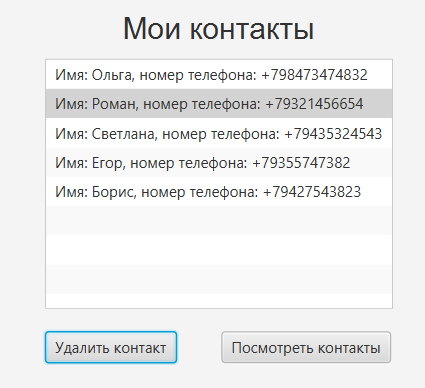 Мои контакты
Имя: Ольга, номер телефона: +798473474832
Имя: Роман, номер телефона: +79321456654
Имя: Светлана, номер телефона: +79435324543
Имя: Егор, номер телефона: +79355747382
Имя: Борис, номер телефона: +79427543823
Удалить контакт
Посмотреть контакты